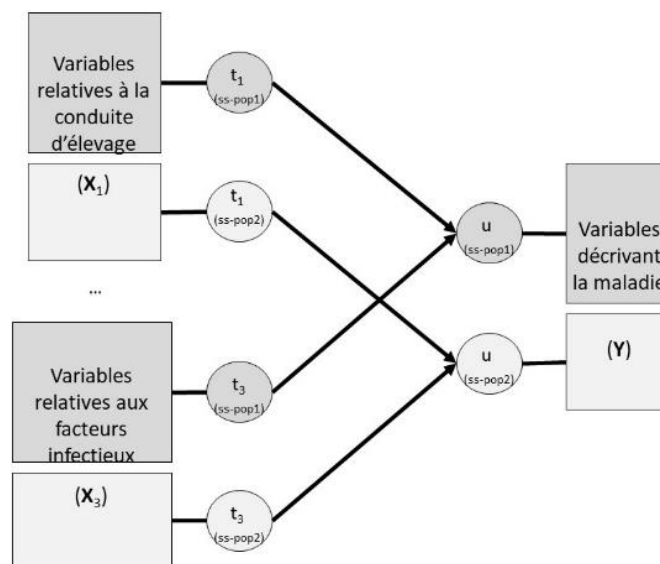 Variables
relatives à la
conduite
d'élevage
(X₁)
...
Variables
relatives aux
facteurs
infectieux
(X₃)
t₁
(ss-pop1)
t₁
(ss-pop2)
t₃
(ss-pop1)
t₃
(ss-pop2)
u
(ss-pop1)
u
(ss-pop2)
Variables
décrivant
la maladie
(Y)